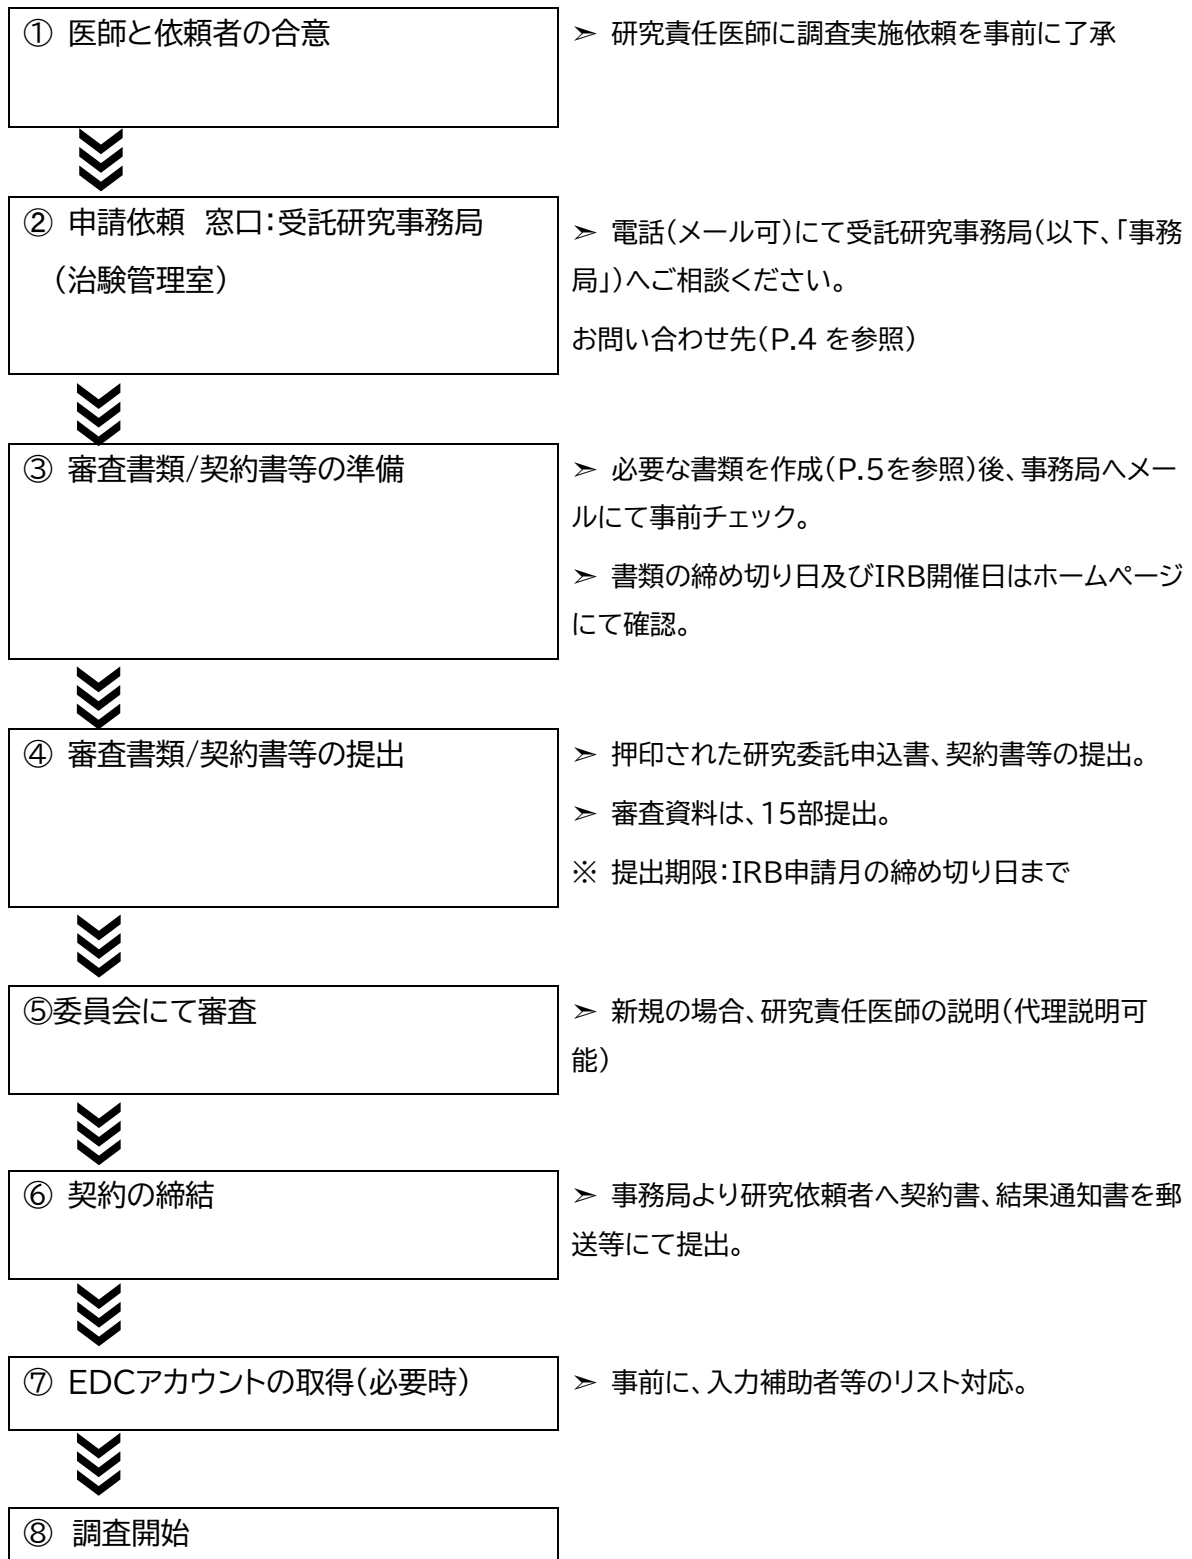 ① 医師と依頼者の合意
➣ 研究責任医師に調査実施依頼を事前に了承
② 申請依頼 窓口:受託研究事務局
(治験管理室)
➣ 電話(メール可)にて受託研究事務局(以下、「事務
局」)へご相談ください。
お問い合わせ先(P.4 を参照)
③ 審査書類/契約書等の準備
➣ 必要な書類を作成(P.5を参照)後、事務局へメー
ルにて事前チェック。
➣ 書類の締め切り日及びIRB開催日はホームページ
にて確認。
④ 審査書類/契約書等の提出
➣ 押印された研究委託申込書、契約書等の提出。
➣ 審査資料は、15部提出。
※ 提出期限:IRB申請月の締め切り日まで
⑤委員会にて審査
➣ 新規の場合、研究責任医師の説明(代理説明可
能)
⑥ 契約の締結
➣ 事務局より研究依頼者へ契約書、結果通知書を郵
送等にて提出。
⑦ EDCアカウントの取得(必要時)
➣ 事前に、入力補助者等のリスト対応。
⑧ 調査開始